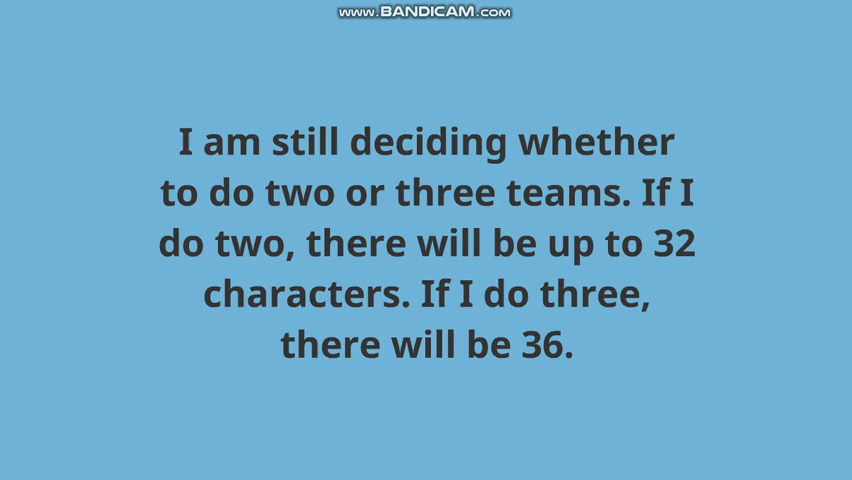 www.BANDICAM.com
I am still deciding whether
to do two or three teams. If I
do two, there will be up to 32
characters. If I do three,
there will be 36.